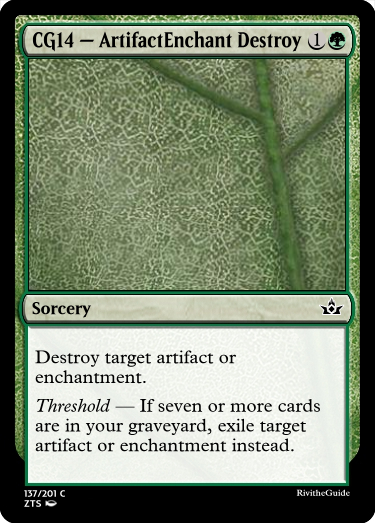 CG14 — ArtifactEnchant Destroy 1
Sorcery
Destroy target artifact or
enchantment.
Threshold — If seven or more cards
are in your graveyard, exile target
artifact or enchantment instead.
137/201 C
ZTS
RivitheGuide